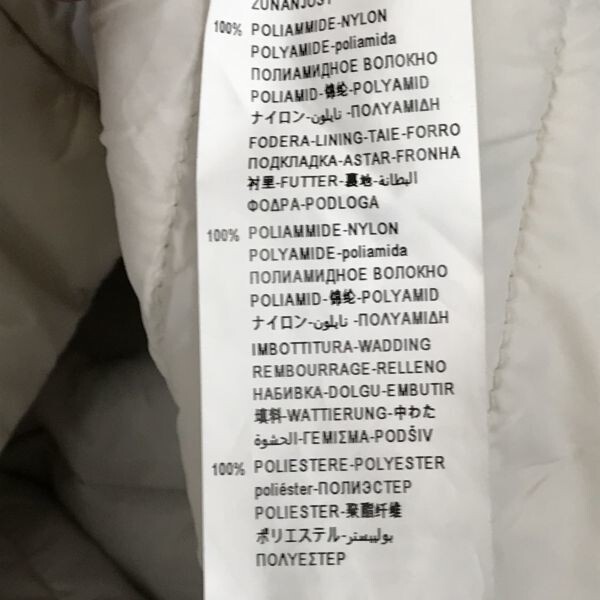 ZUNANJOST
100% POLIAMMIDE-NYLON
POLYAMIDE-poliamida
ПОЛИАМИДНОЕ ВОЛОКНО
POLIAMID-锦纶-POLYAMID
ナイロン-نايلون-ΠΟΛΥΑΜΙΔΗ
FODERA-LINING-TAIE-FORRO
ПОДКЛАДКА-ASTAR-FRONHA
衬里-FUTTER-裏地-البطانة
ΦΟΔΡΑ-PODLOGA
100% POLIAMMIDE-NYLON
POLYAMIDE-poliamida
ПОЛИАМИДНОЕ ВОЛОКНО
POLIAMID-锦纶-POLYAMID
ナイロン-نايلون-ΠΟΛΥΑΜΙΔΗ
IMBOTTITURA-WADDING
REMBOURRAGE-RELLENO
НАБИВКА-DOLGU-EMBUTIR
填料-WATTIERUNG-中わた
الحشوة-ΓΕΜΙΣΜΑ-PODŠIV
100% POLIESTERE-POLYESTER
poliéster-ПОЛИЭСТЕР
POLIESTER-聚酯纤维
ポリエステル-بوليستر
ΠΟΛΥΕΣΤΕΡ